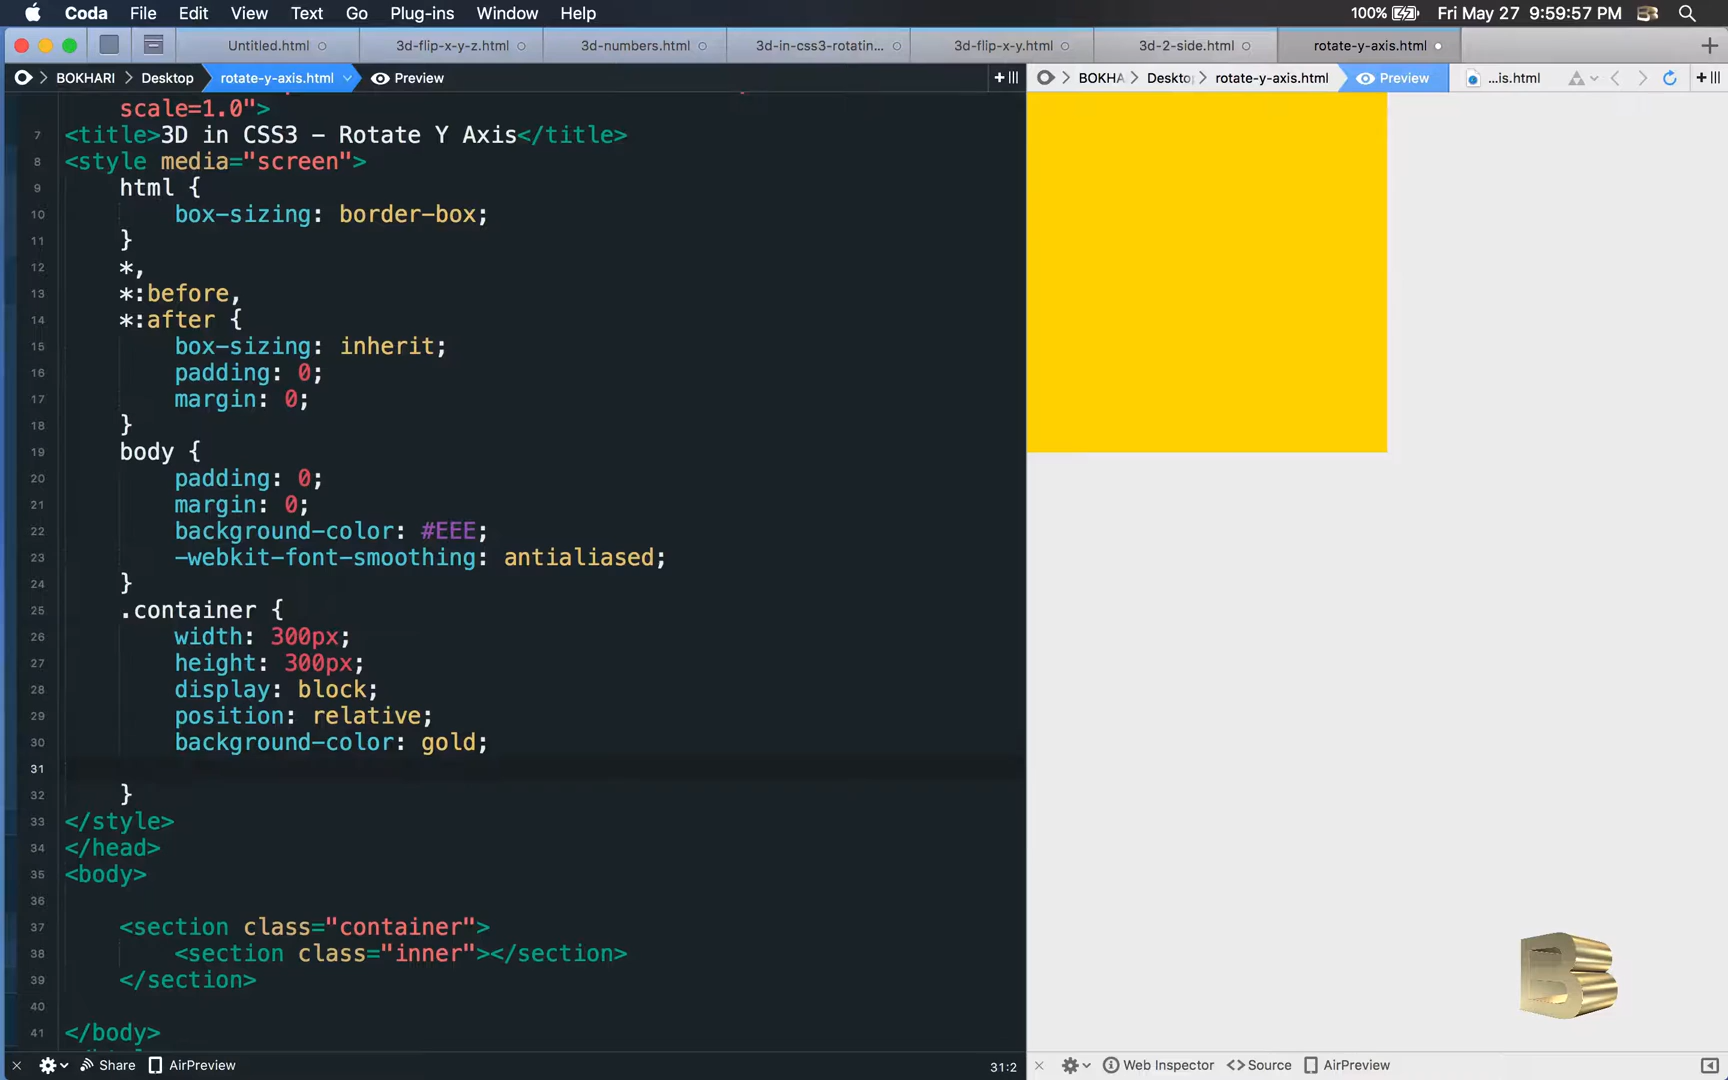 Coda File Edit View Text Go Plug-ins Window Help 100% Fri May 27 9:59:57 PM
Untitled.html 3d-flip-x-y-z.html 3d-numbers.html 3d-in-css3-rotatin... 3d-flip-x-y.html 3d-2-side.html rotate-y-axis.html
BOKHARI Desktop rotate-y-axis.html Preview BOKHA Desktop rotate-y-axis.html Preview ...is.html
scale=1.0">
7 <title>3D in CSS3 - Rotate Y Axis</title>
8 <style media="screen">
9 html {
10 box-sizing: border-box;
11 }
12 *,
13 *:before,
14 *:after {
15 box-sizing: inherit;
16 padding: 0;
17 margin: 0;
18 }
19 body {
20 padding: 0;
21 margin: 0;
22 background-color: #EEE;
23 -webkit-font-smoothing: antialiased;
24 }
25 .container {
26 width: 300px;
27 height: 300px;
28 display: block;
29 position: relative;
30 background-color: gold;
31
32 }
33 </style>
34 </head>
35 <body>
36
37 <section class="container">
38 <section class="inner"></section>
39 </section>
40
41 </body>
B
Share AirPreview 31:2 Web Inspector Source AirPreview